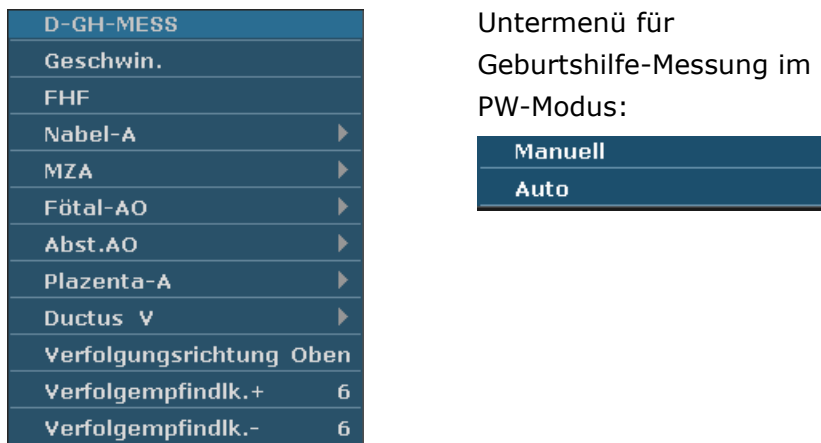 D-GH-MESS
Geschwin.
FHF
Nabel-A
MZA
Fötal-AO
Abst.AO
Plazenta-A
Ductus V
Verfolgungsrichtung Oben
Verfolgempfindlk.+ 6
Verfolgempfindlk.- 6
Untermenü für
Geburtshilfe-Messung im
PW-Modus:
Manuell
Auto